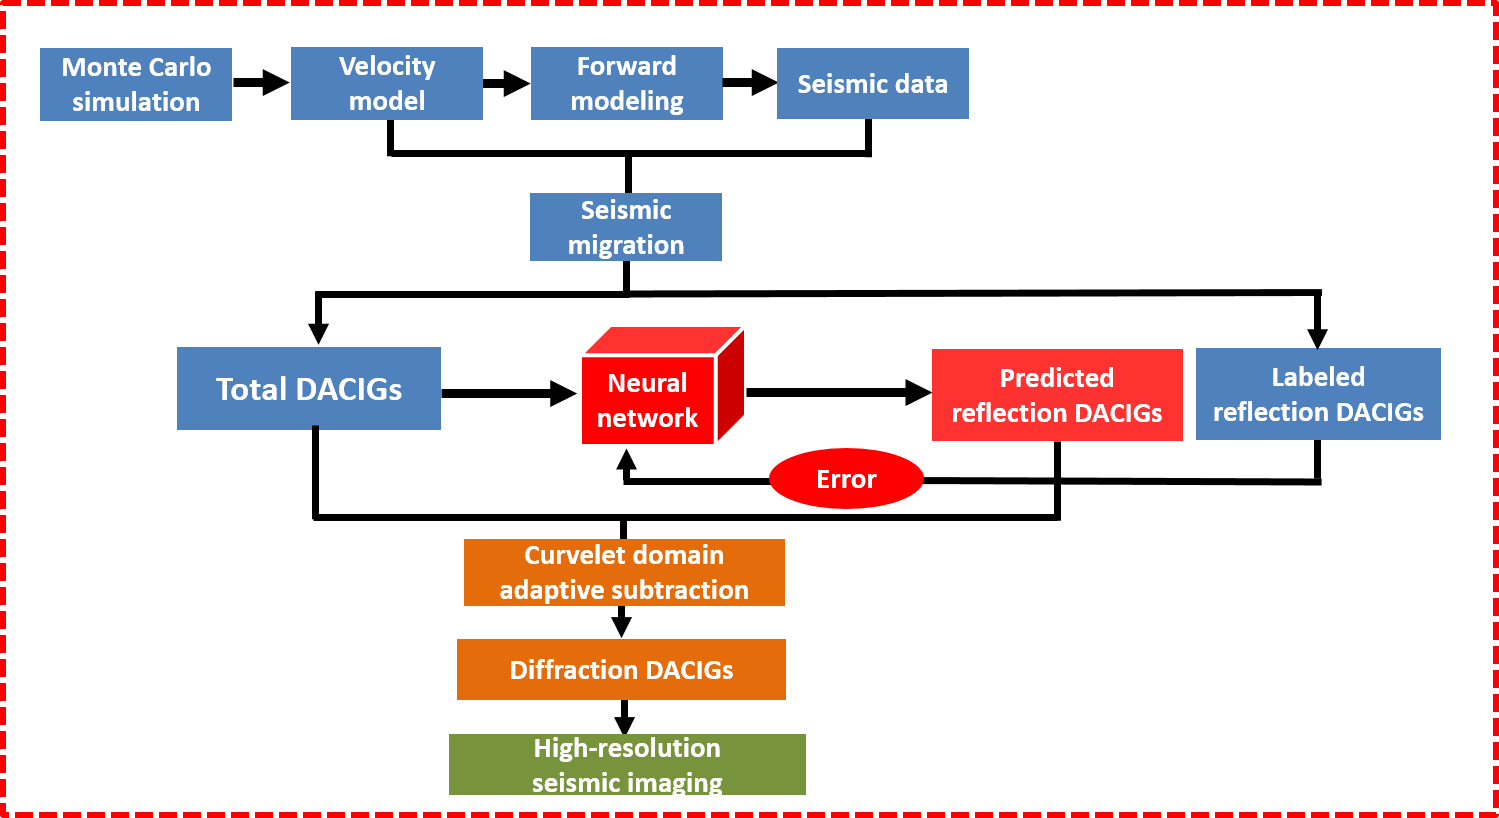 Monte Carlo
simulation
Velocity
model
Forward
modeling
Seismic data
Seismic
migration
Total DACIGs
Neural
network
Predicted
reflection DACIGs
Labeled
reflection DACIGs
Error
Curvelet domain
adaptive subtraction
Diffraction DACIGs
High-resolution
seismic imaging